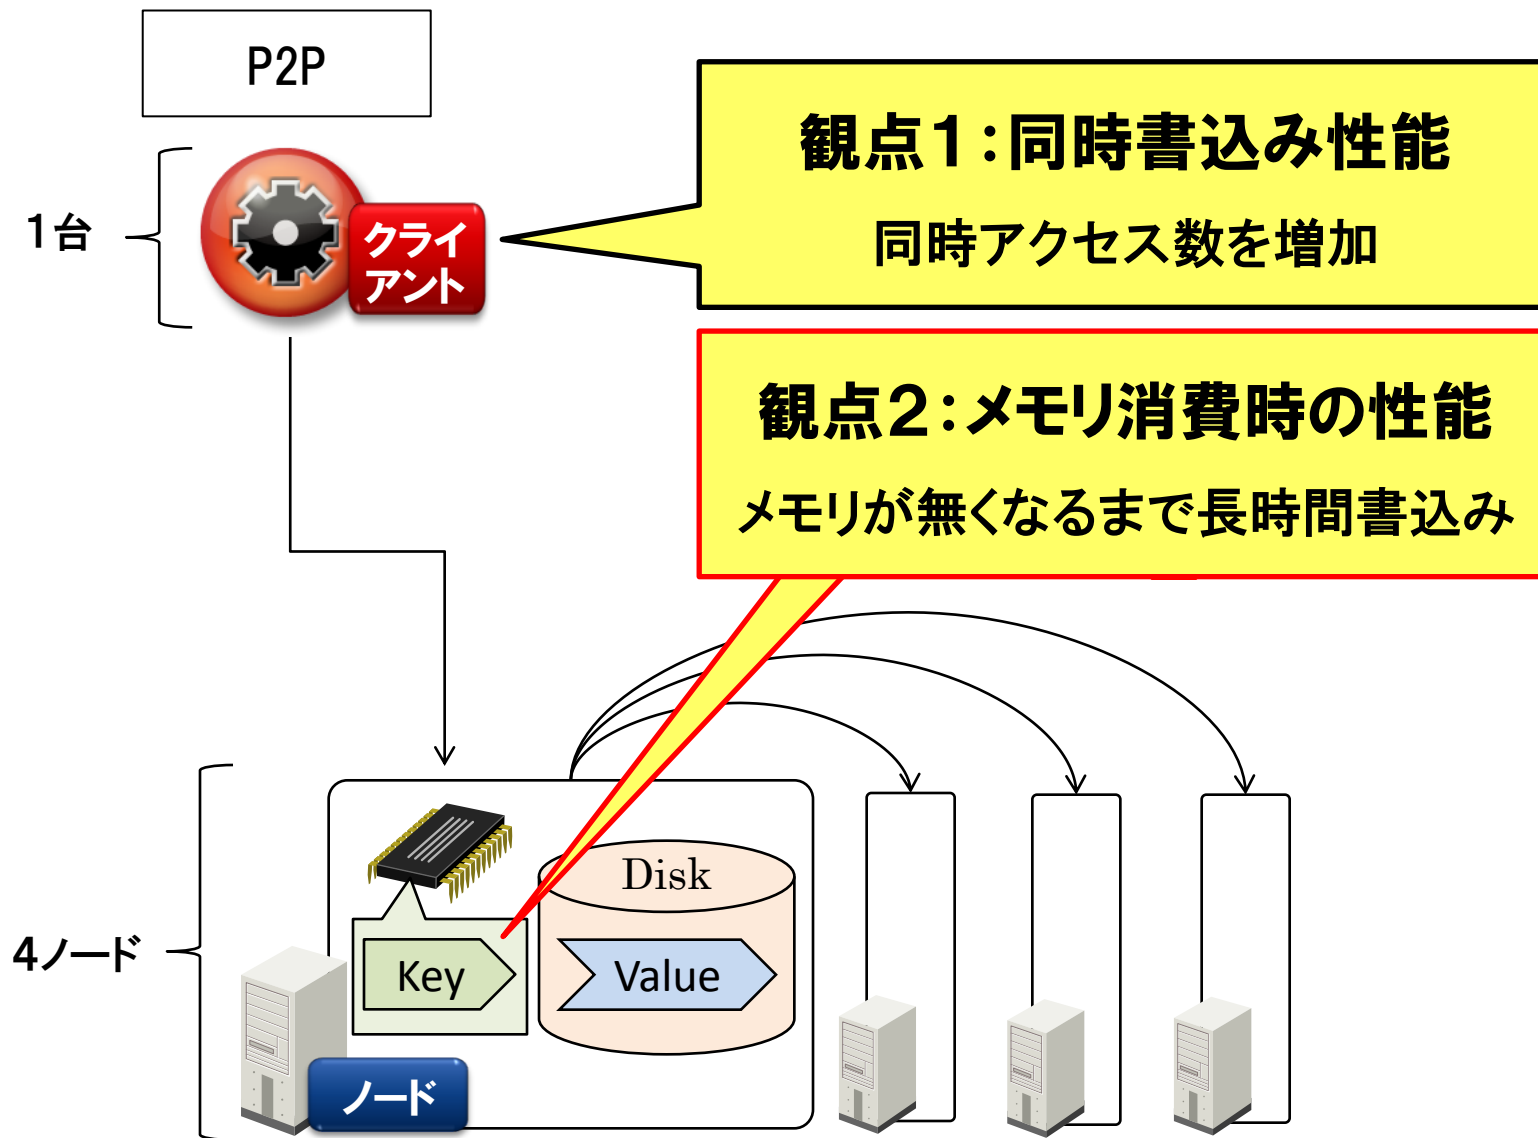 P2P
観点1：同時書込み性能
同時アクセス数を増加
1台
クライ
アント
観点2：メモリ消費時の性能
メモリが無くなるまで長時間書込み
Disk
Key
Value
4ノード
ノード